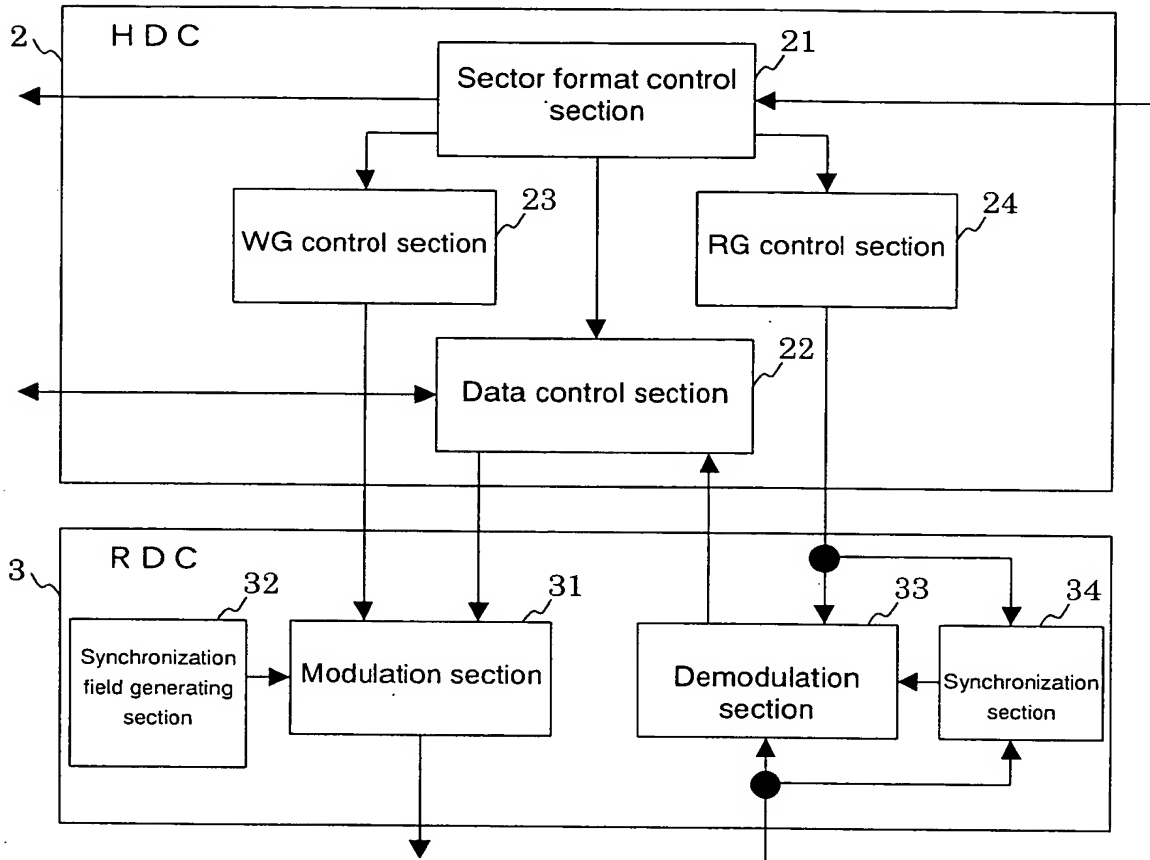 2
HDC
21
Sector format control
section
23
WG control section
24
RG control section
22
Data control section
3
RDC
32
Synchronization
field generating
section
31
Modulation section
33
Demodulation
section
34
Synchronization
section